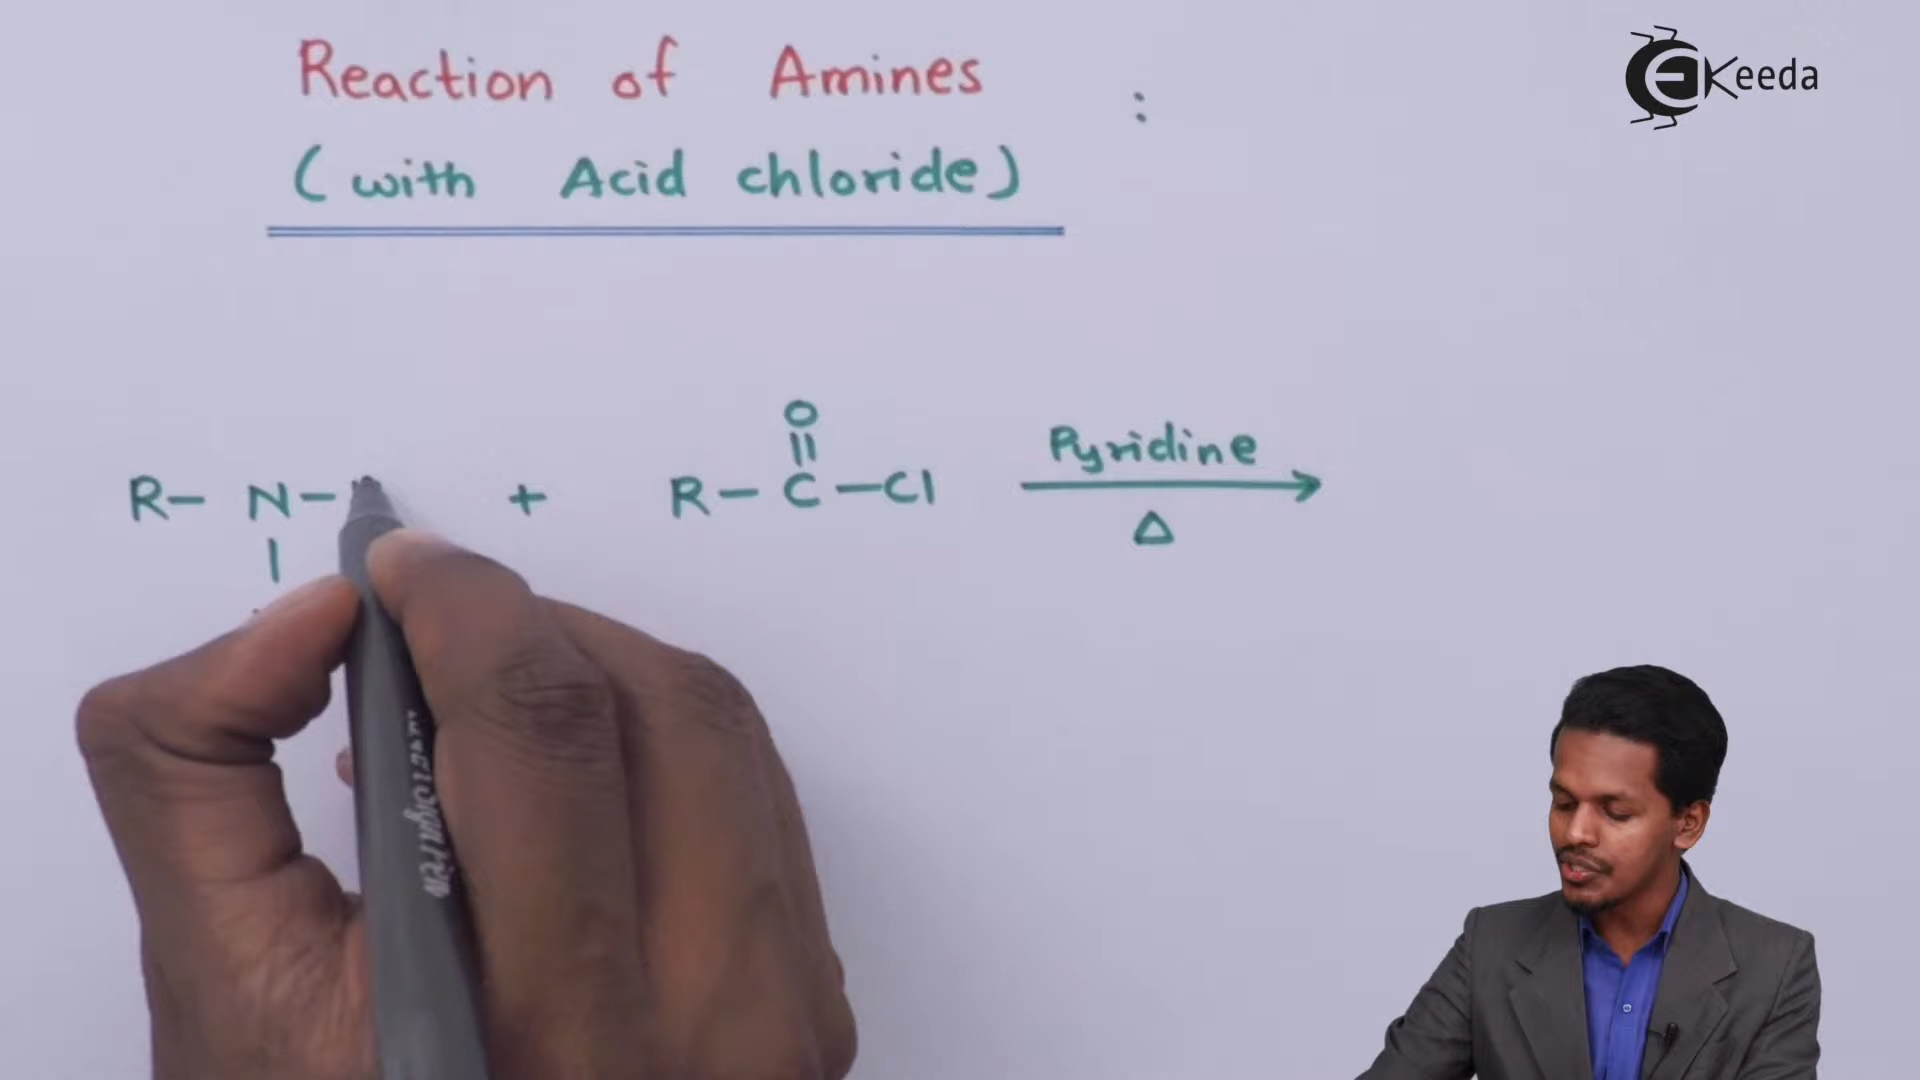 Reaction of Amines :
(with Acid chloride)
Keeda
O
||
R- N- + R-C-Cl Pyridine
| Δ